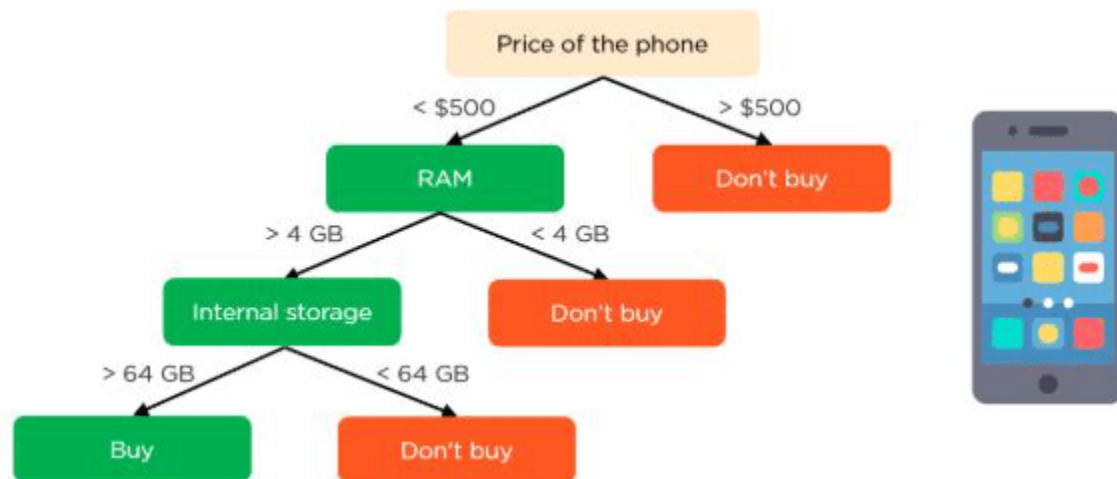 Price of the phone
< $500
> $500
RAM
Don't buy
> 4 GB
< 4 GB
Internal storage
Don't buy
> 64 GB
< 64 GB
Buy
Don't buy